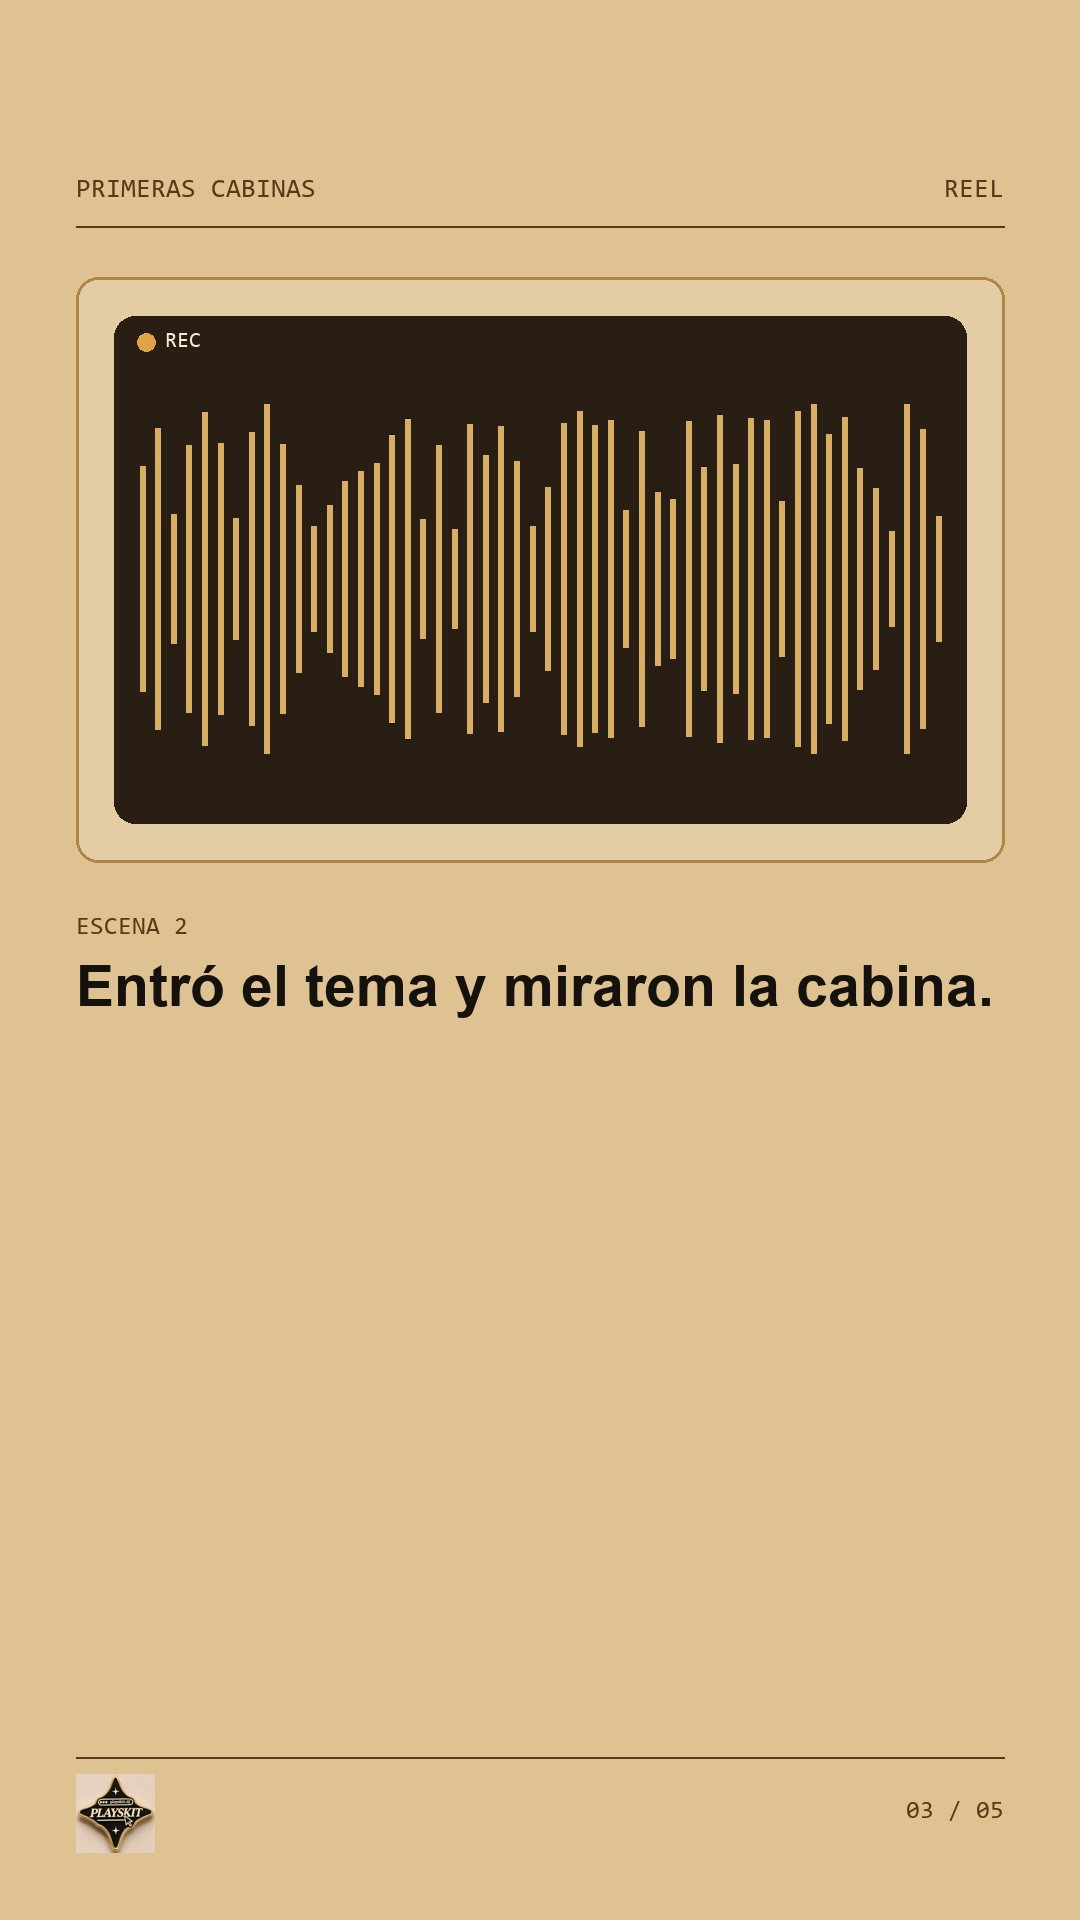 PRIMERAS CABINAS
REEL
REC
ESCENA 2
Entró el tema y miraron la cabina.
PLAYSKIT
03 / 05